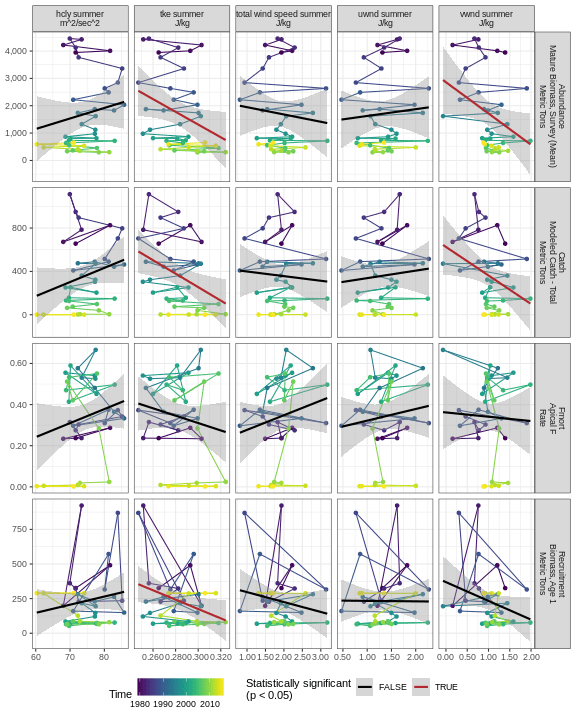 hdy summer
m^2/sec^2
tke summer
J/kg
total wind speed summer
J/kg
uwnd summer
J/kg
vwnd summer
J/kg
4,000
3,000
2,000
1,000
0
Abundance
Mature Biomass, Survey (Mean)
Metric Tons
800
400
0
Catch
Modeled Catch - Total
Metric Tons
0.60
0.40
0.20
0.00
Fmort
Apical F
Rate
750
500
250
0
Recruitment
Biomass, Age 1
Metric Tons
60 70 80
0.260 0.280 0.300 0.320
1.00 1.50 2.00 2.50 3.00
0.50 1.00 1.50 2.00
0.00 0.50 1.00 1.50 2.00
Time
1980 1990 2000 2010
Statistically significant
(p < 0.05)
FALSE
TRUE